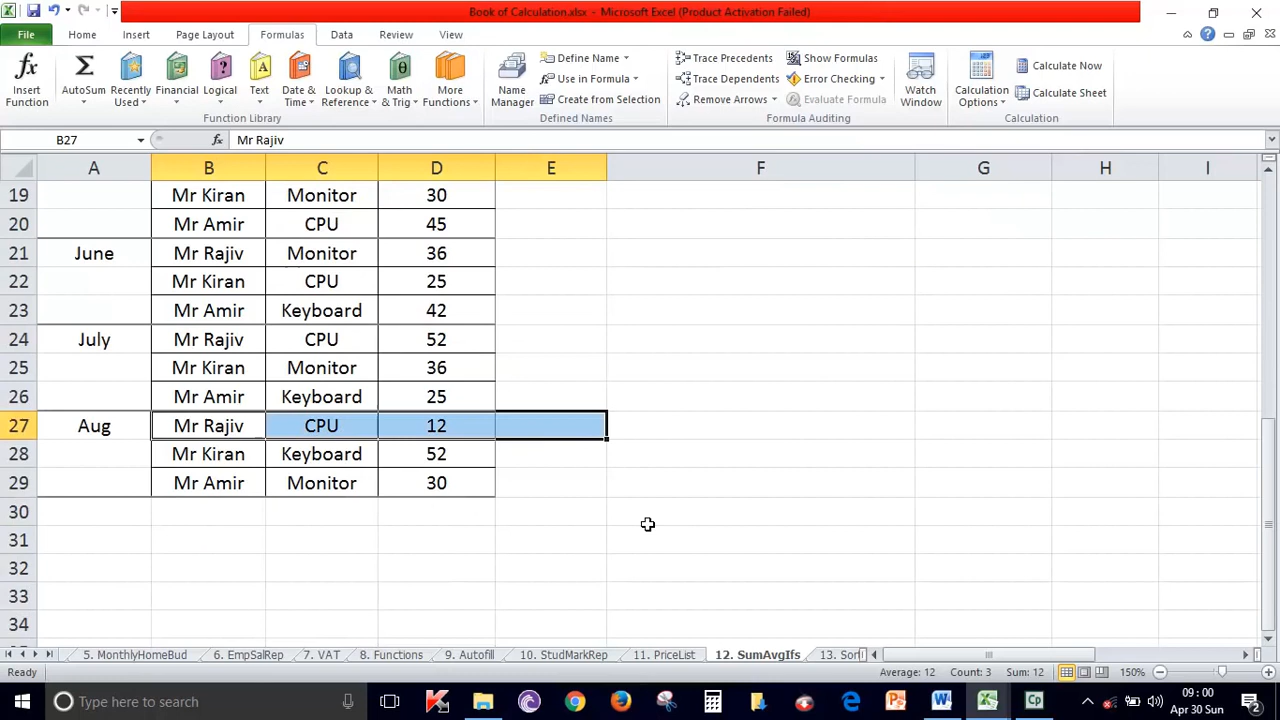 Book of Calculation.xlsx - Microsoft Excel (Product Activation Failed)
File Home Insert Page Layout Formulas Data Review View
Insert Function
AutoSum
Recently Used
Financial
Logical
Text
Date & Time
Lookup & Reference
Math & Trig
More Functions
Function Library
Name Manager
Define Name
Use in Formula
Create from Selection
Defined Names
Trace Precedents
Trace Dependents
Remove Arrows
Show Formulas
Error Checking
Evaluate Formula
Formula Auditing
Watch Window
Calculation Options
Calculate Now
Calculate Sheet
Calculation
B27 fx Mr Rajiv
A B C D E F G H I
19 Mr Kiran Monitor 30
20 Mr Amir CPU 45
21 June Mr Rajiv Monitor 36
22 Mr Kiran CPU 25
23 Mr Amir Keyboard 42
24 July Mr Rajiv CPU 52
25 Mr Kiran Monitor 36
26 Mr Amir Keyboard 25
27 Aug Mr Rajiv CPU 12
28 Mr Kiran Keyboard 52
29 Mr Amir Monitor 30
30
31
32
33
34
5. MonthlyHomeBud 6. EmpSalRep 7. VAT 8. Functions 9. Autofill 10. StudMarkRep 11. PriceList 12. SumAvgIfs 13. Sor
Ready Average: 12 Count: 3 Sum: 12 150%
Type here to search
09:00
Apr 30 Sun